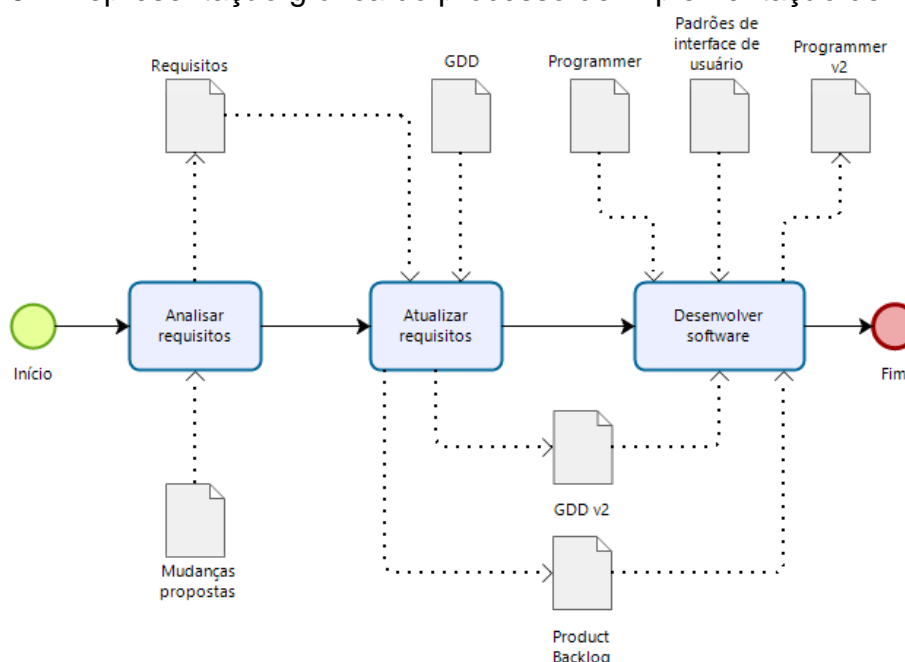 Padrões de
interface de
usuário
Requisitos
GDD
Programmer
Programmer
v2
Analisar
requisitos
Atualizar
requisitos
Desenvolver
software
Início
Fim
GDD v2
Mudanças
propostas
Product
Backlog